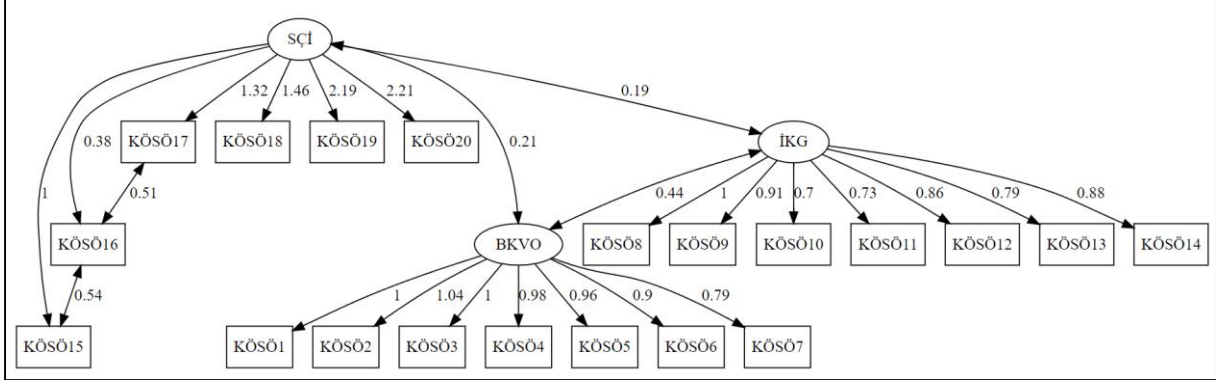 SÇİ
0.19
1.32 1.46 2.19 2.21
KÖSÖ17 KÖSÖ18 KÖSÖ19 KÖSÖ20
0.38
0.21
İKG
1
0.51
0.44 1 0.91 0.7 0.73 0.86 0.79 0.88
KÖSÖ16
BKVO
KÖSÖ8 KÖSÖ9 KÖSÖ10 KÖSÖ11 KÖSÖ12 KÖSÖ13 KÖSÖ14
0.54
1 1.04 1 0.98 0.96 0.9 0.79
KÖSÖ15 KÖSÖ1 KÖSÖ2 KÖSÖ3 KÖSÖ4 KÖSÖ5 KÖSÖ6 KÖSÖ7